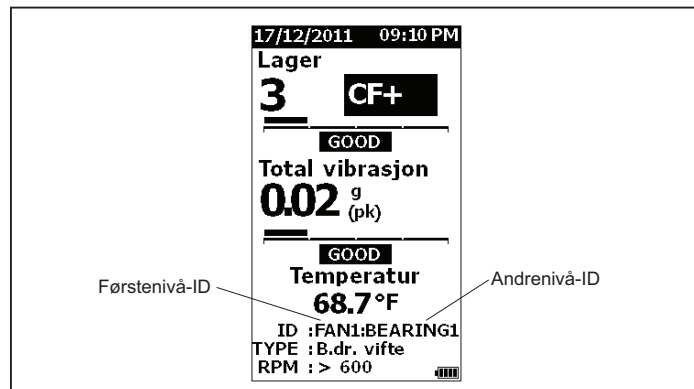 17/12/2011 09:10 PM
Lager
3 CF+
GOOD
Total vibrasjon
0.02 g (pk)
GOOD
Temperatur
68.7°F
Førstenivå-ID
Andrenivå-ID
ID :FAN1:BEARING1
TYPE :B.dr. vifte
RPM :> 600